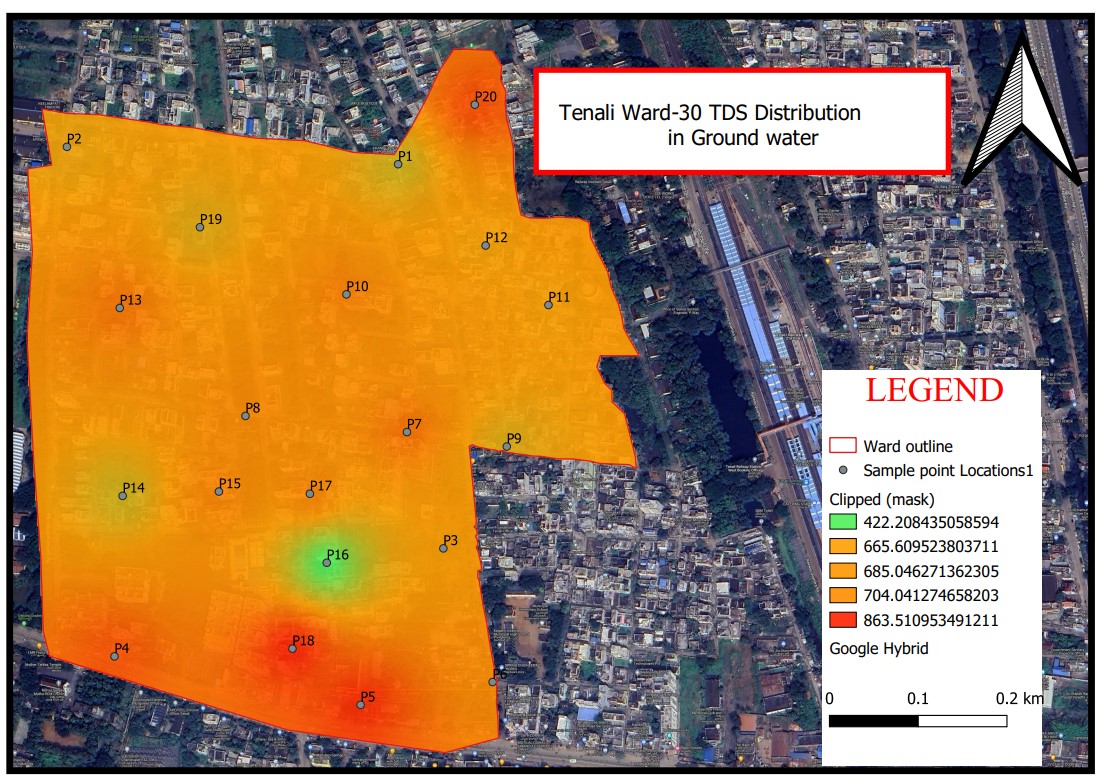 Tenali Ward-30 TDS Distribution
in Ground water
P20
P2
P1
P19
P12
P13
P10
P11
P8
P7
P9
P14
P15
P17
P3
P16
P4
P18
P5
LEGEND
Ward outline
Sample point Locations1
Clipped (mask)
422.208435058594
665.609523803711
685.046271362305
704.041274658203
863.510953491211
Google Hybrid
0 0.1 0.2 km